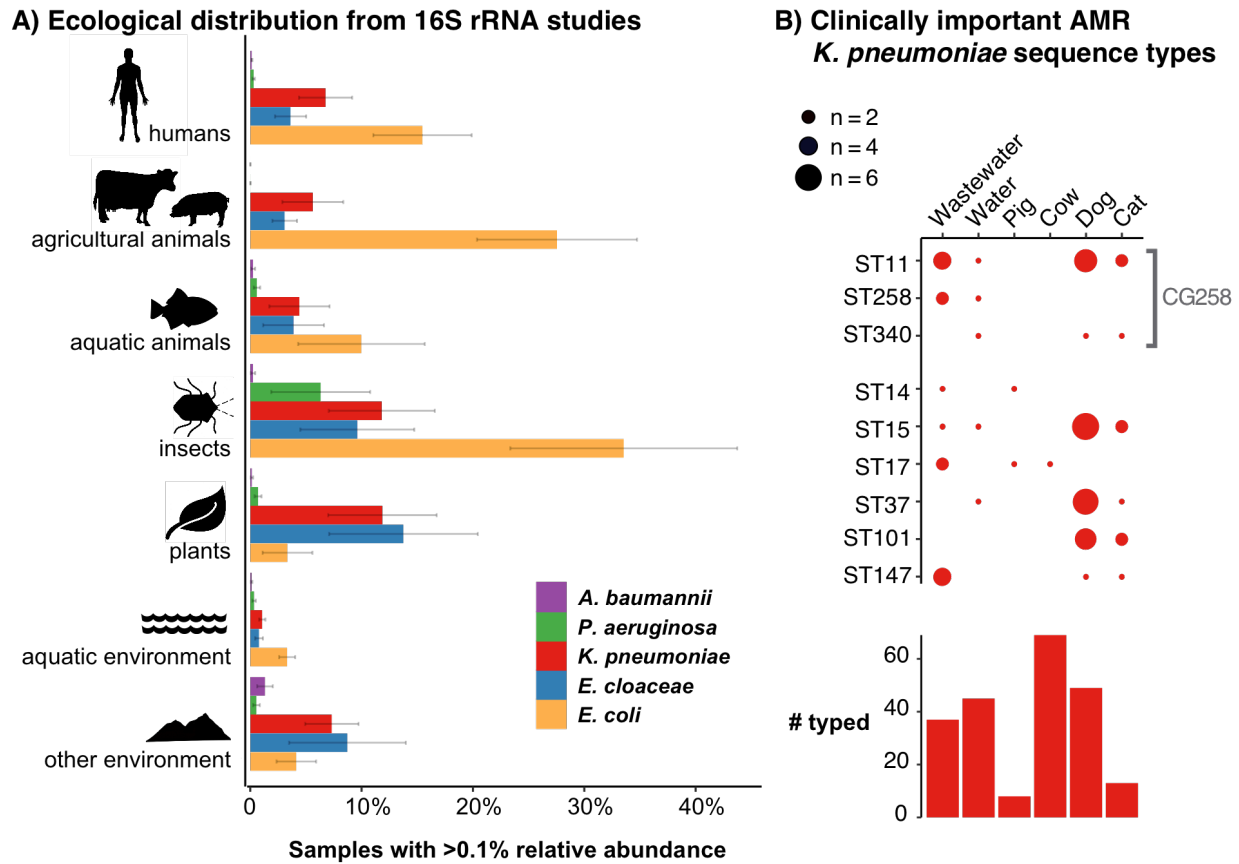 A) Ecological distribution from 16S rRNA studies
humans
agricultural animals
aquatic animals
insects
plants
aquatic environment
other environment
A. baumannii
P. aeruginosa
K. pneumoniae
E. cloaceae
E. coli
0 10% 20% 30% 40%
Samples with >0.1% relative abundance
B) Clinically important AMR
K. pneumoniae sequence types
n = 2
n = 4
n = 6
Wastewater
Water
Pig
Cow
Dog
Cat
ST11
ST258
ST340
CG258
ST14
ST15
ST17
ST37
ST101
ST147
60
40
# typed
20
0